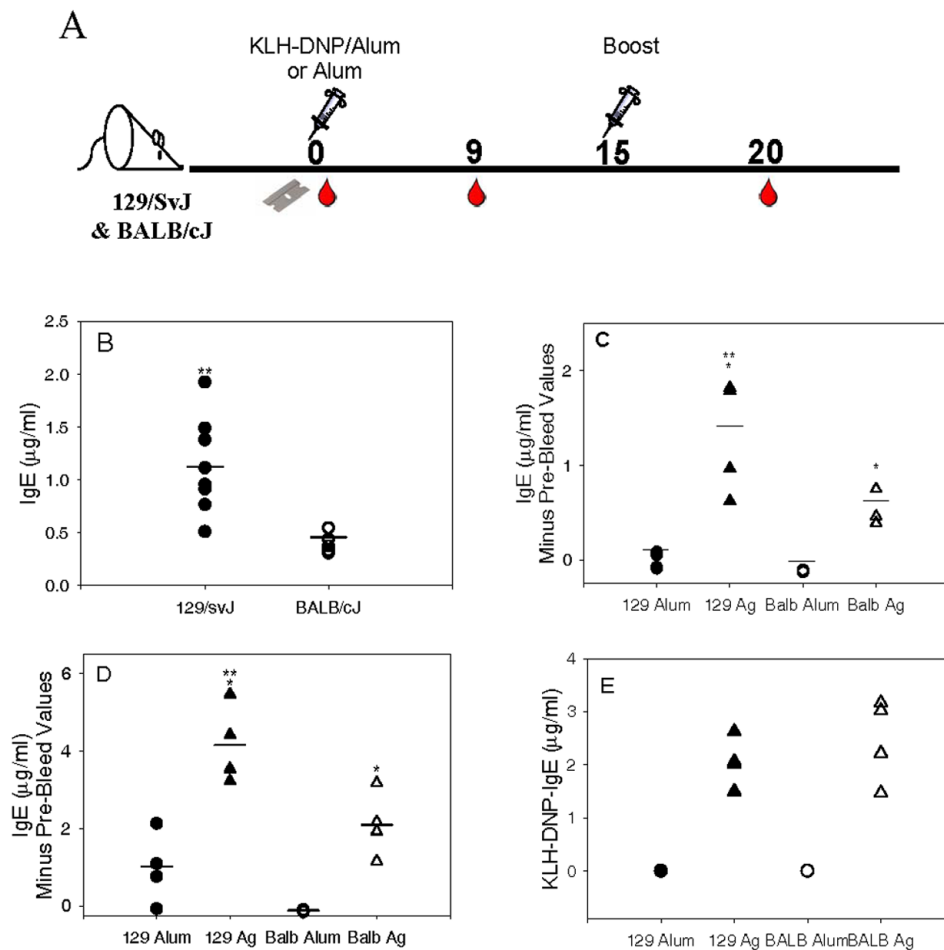 A
KLH-DNP/Alum
or Alum
Boost
0
9
15
20
129/SvJ
& BALB/cJ
B
IgE (μg/ml)
2.5
2.0
1.5
1.0
0.5
0.0
**
129/svJ
BALB/cJ
C
IgE (μg/ml)
Minus Pre-Bleed Values
2
1
0
**
*
*
129 Alum
129 Ag
Balb Alum
Balb Ag
D
IgE (μg/ml)
Minus Pre-Bleed Values
6
4
2
0
**
*
*
129 Alum
129 Ag
Balb Alum
Balb Ag
E
KLH-DNP-IgE (μg/ml)
4
3
2
1
0
129 Alum
129 Ag
BALB Alum
BALB Ag